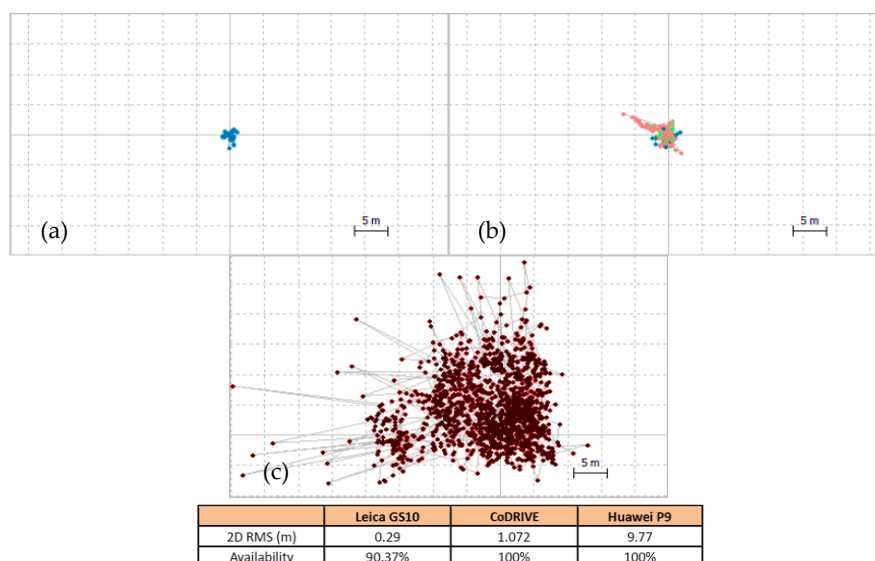 (a)
5 m
(b)
5 m
(c)
5 m
Leica GS10 CoDRIVE Huawei P9
2D RMS (m) 0.29 1.072 9.77
Availability 90.37% 100% 100%